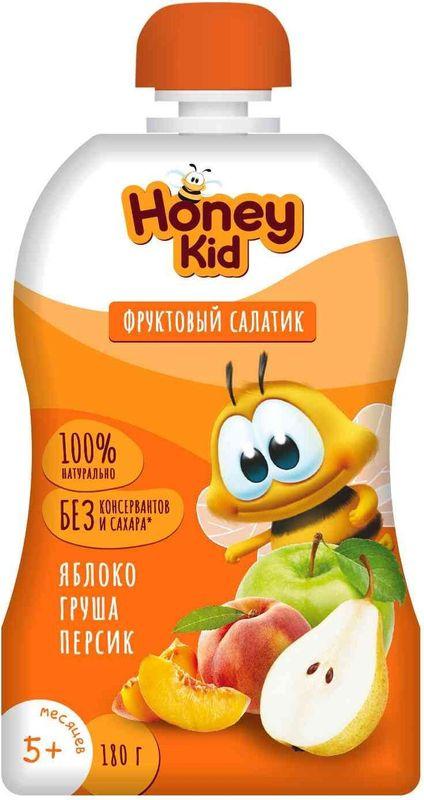 Honey
Kid
ФРУКТОВЫЙ САЛАТИК
100%
НАТУРАЛЬНО
БЕЗ КОНСЕРВАНТОВ
И САХАРА*
ЯБЛОКО
ГРУША
ПЕРСИК
месяцев
5+
180 г